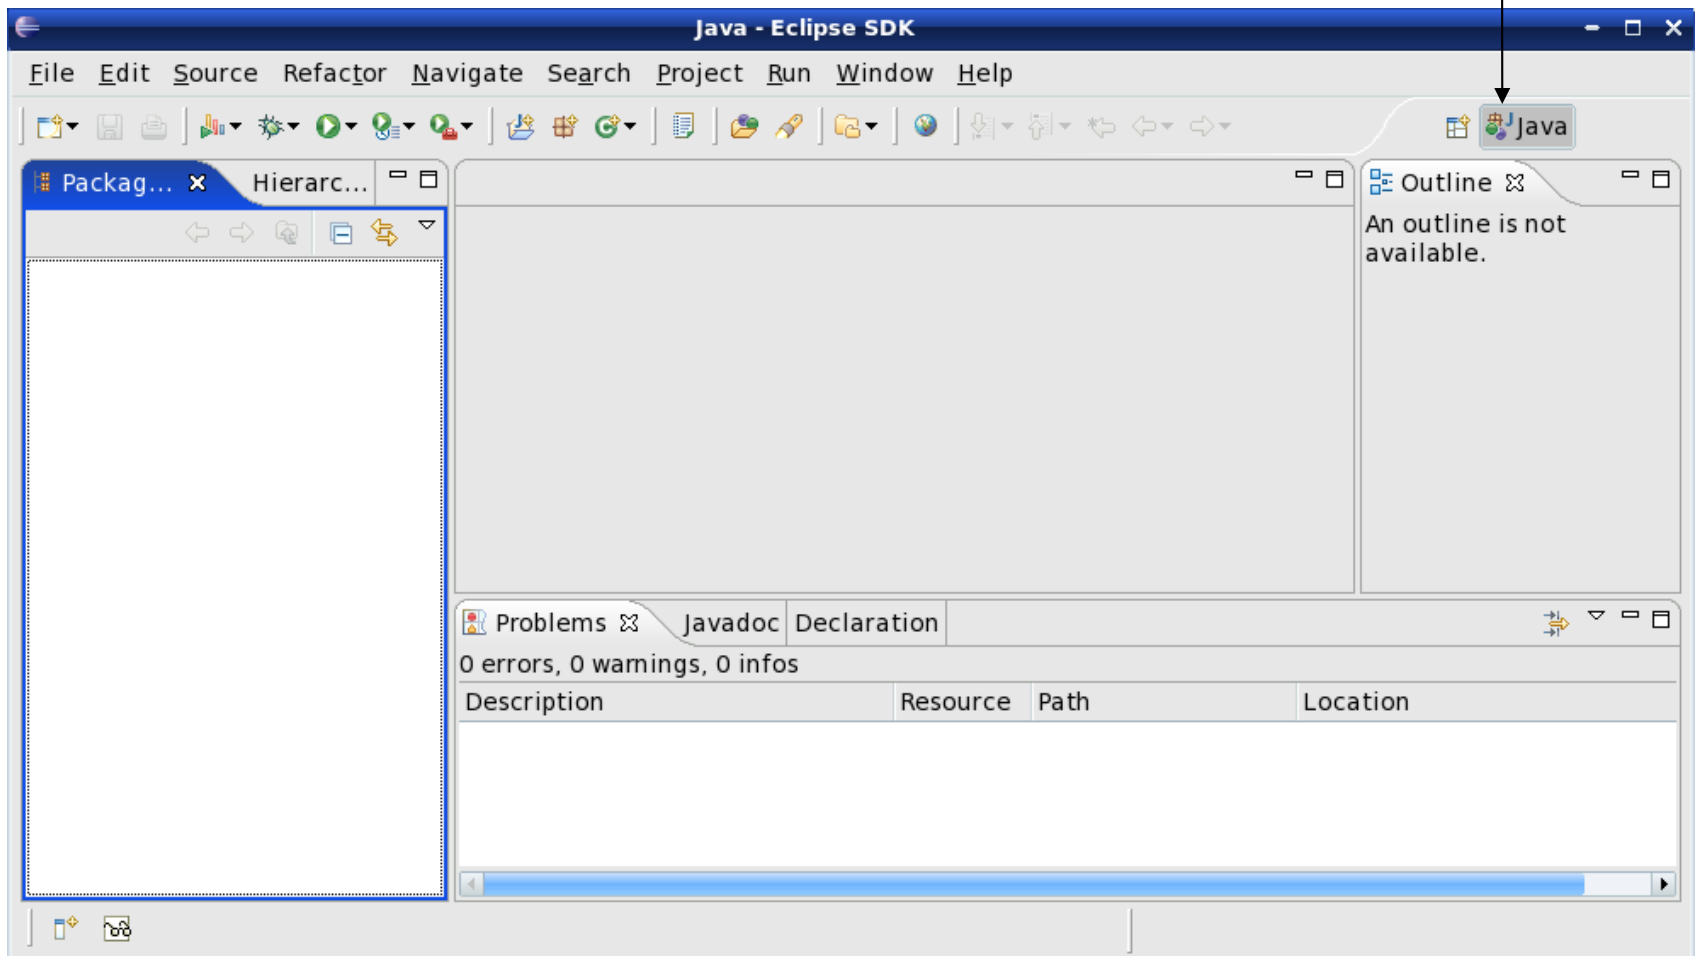 Java - Eclipse SDK
File Edit Source Refactor Navigate Search Project Run Window Help
Java
Packag... Hierarc...
Outline
An outline is not
available.
Problems Javadoc Declaration
0 errors, 0 warnings, 0 infos
Description Resource Path Location